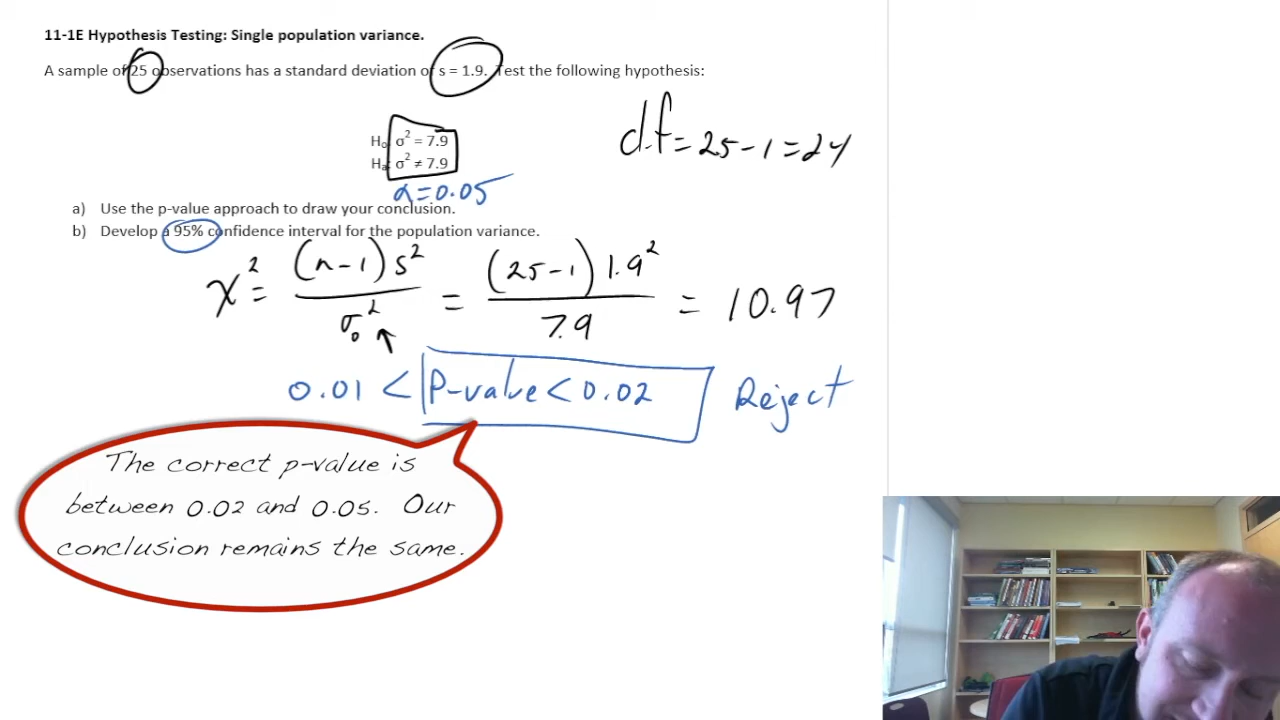 11-1E Hypothesis Testing: Single population variance.
A sample of 25 observations has a standard deviation of s = 1.9. Test the following hypothesis:
H₀: σ² = 7.9
Hₐ: σ² ≠ 7.9
df = 25 - 1 = 24
α = 0.05
a) Use the p-value approach to draw your conclusion.
b) Develop a 95% confidence interval for the population variance.
χ² = (n-1)s² / σ₀² = (25-1)1.9² / 7.9 = 10.97
0.01 < P-value < 0.02 Reject
The correct p-value is
between 0.02 and 0.05. Our
conclusion remains the same.